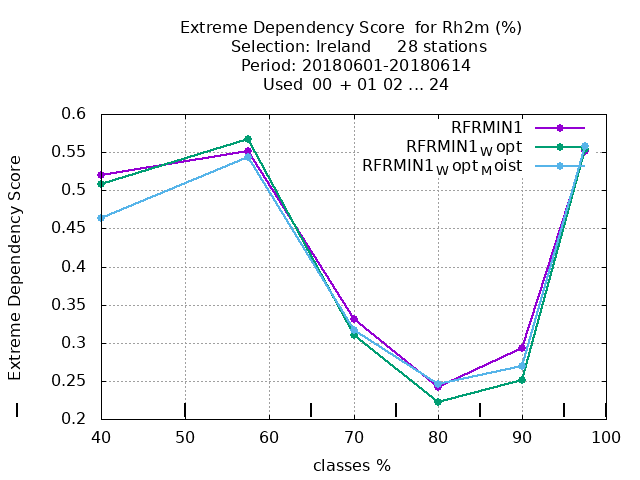 Extreme Dependency Score for Rh2m (%)
Selection: Ireland 28 stations
Period: 20180601-20180614
Used 00 + 01 02 ... 24
RFRMIN1
RFRMIN1Wopt
RFRMIN1WoptMoist
Extreme Dependency Score
0.6
0.55
0.5
0.45
0.4
0.35
0.3
0.25
0.2
40 50 60 70 80 90 100
classes %